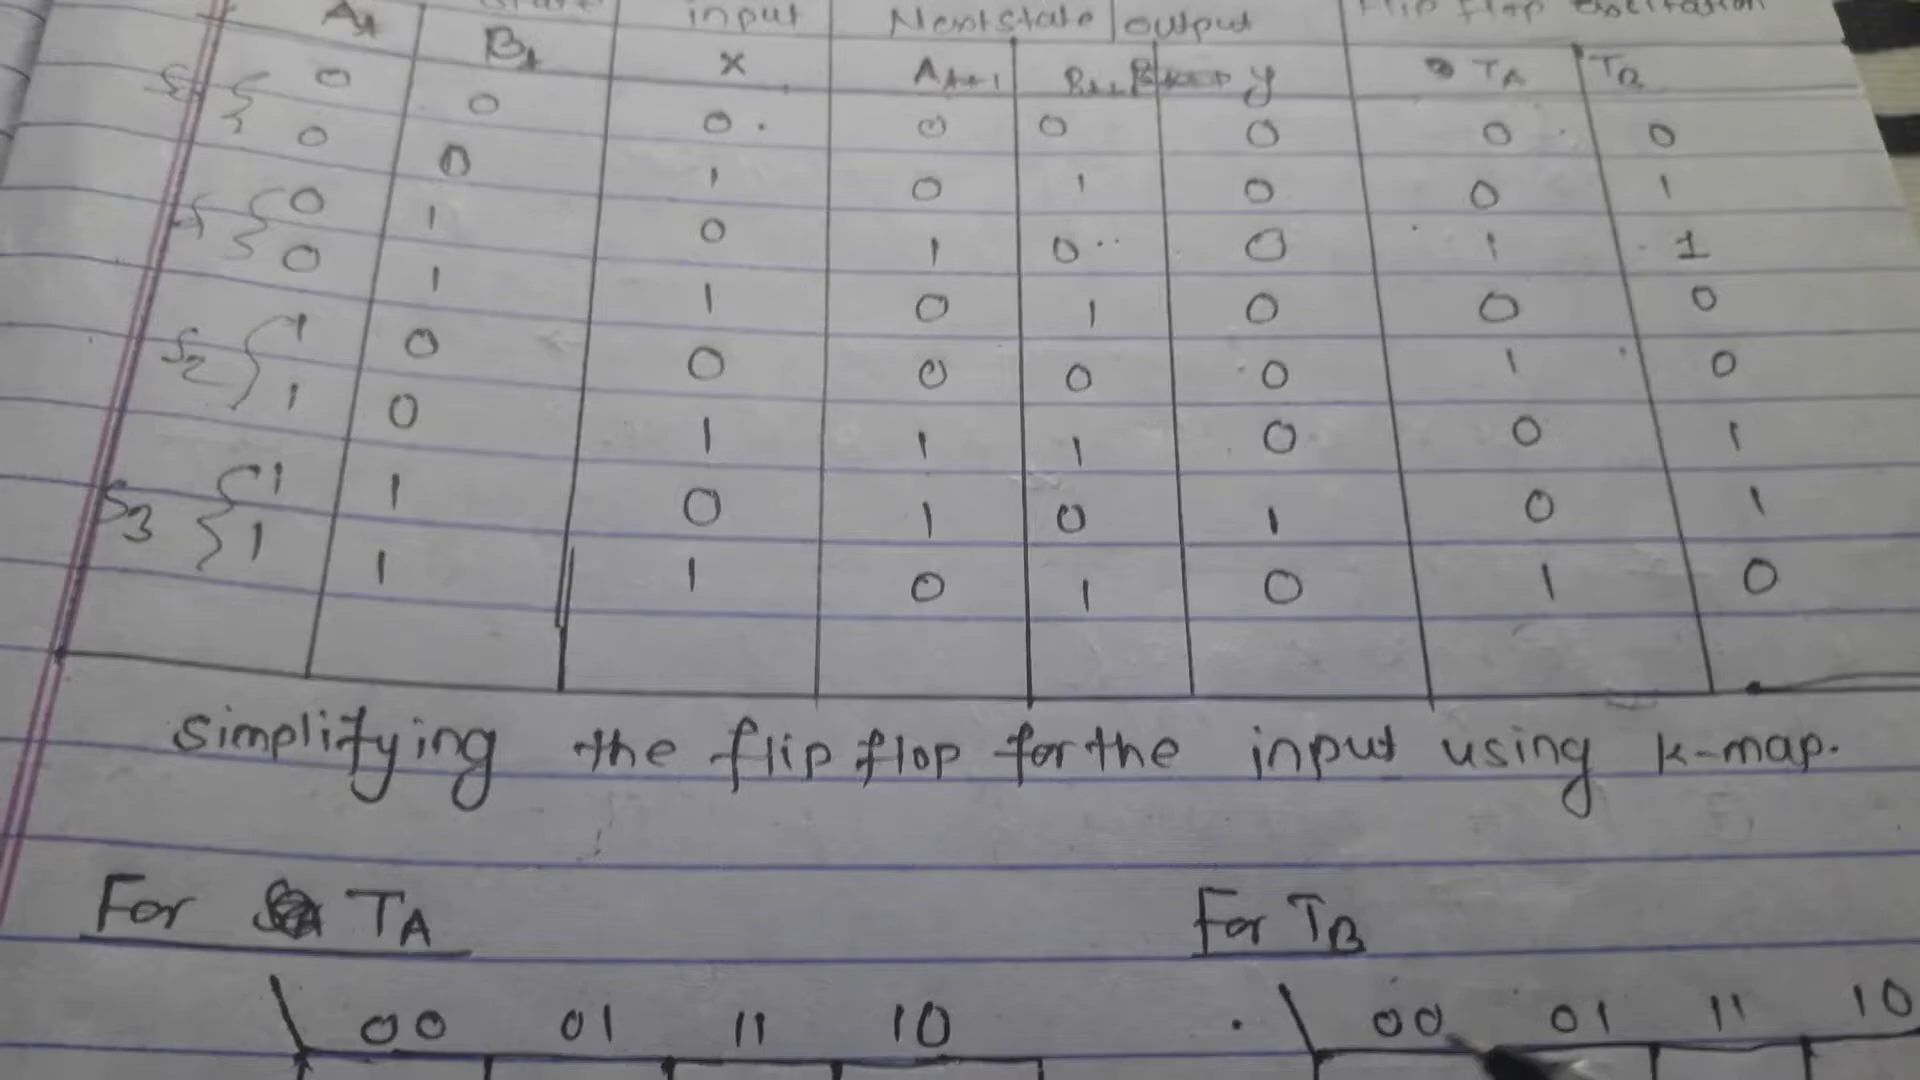 input Next state output
At Bt x At+1 y TA TB
0 0 0 0 0 0 0 0
0 0 1 0 1 0 0 1
0 1 0 1 0 0 1 1
0 1 1 0 1 0 0 0
S2 1 0 0 0 0 0 1 0
1 0 1 1 1 0 0 1
S3 1 1 0 1 0 1 0 1
1 1 1 0 1 0 1 0
simplifying the flip flop for the input using k-map.
For TA For TB
00 01 11 10 00 01 11 10